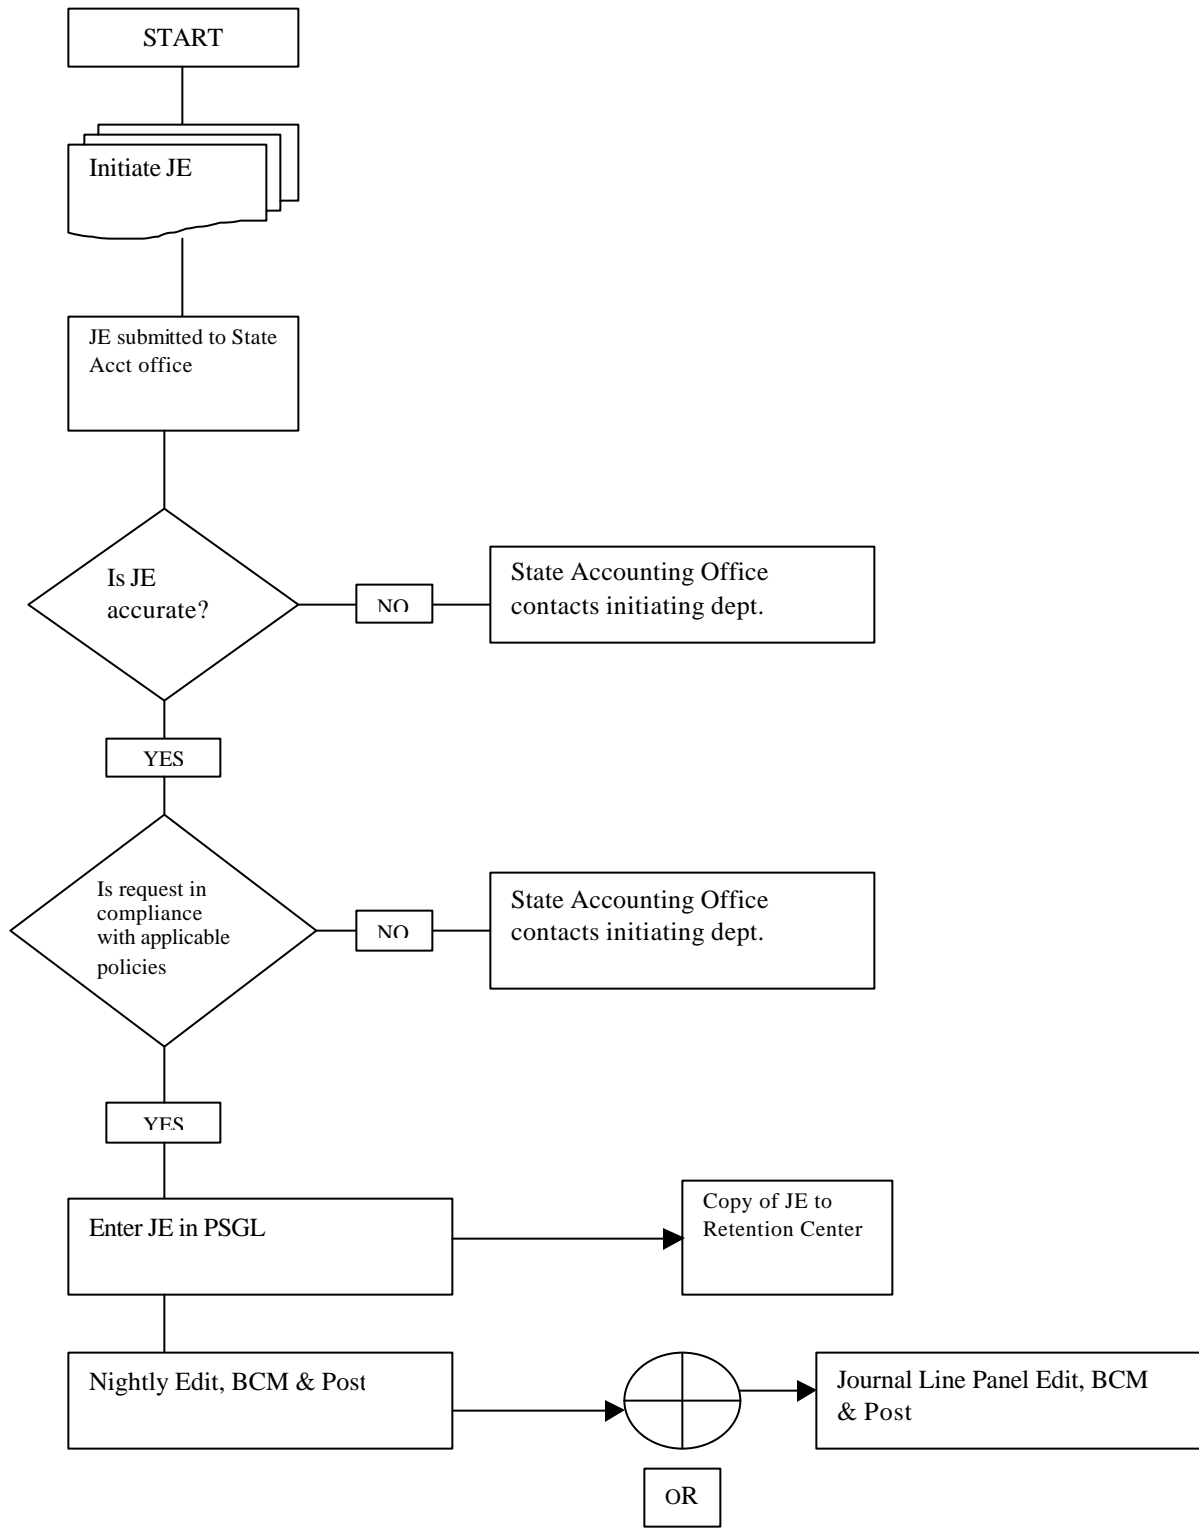 START
Initiate JE
JE submitted to State
Acct office
Is JE
accurate?
NO
State Accounting Office
contacts initiating dept.
YES
Is request in
compliance
with applicable
policies
NO
State Accounting Office
contacts initiating dept.
YES
Enter JE in PSGL
Copy of JE to
Retention Center
Nightly Edit, BCM & Post
Journal Line Panel Edit, BCM
& Post
OR